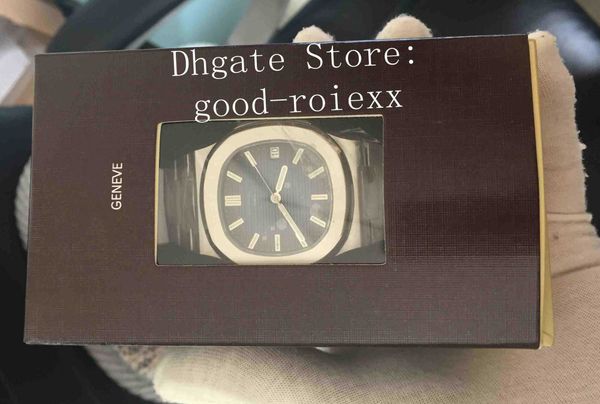 Dhgate Store:
good-roiexx
GENEVE